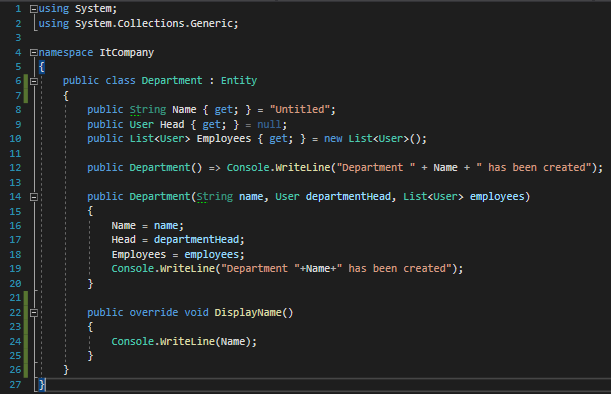 1 using System;
2 using System.Collections.Generic;
3
4 namespace ItCompany
5 {
6 public class Department : Entity
7 {
8 public String Name { get; } = "Untitled";
9 public User Head { get; } = null;
10 public List<User> Employees { get; } = new List<User>();
11
12 public Department() => Console.WriteLine("Department " + Name + " has been created");
13
14 public Department(String name, User departmentHead, List<User> employees)
15 {
16 Name = name;
17 Head = departmentHead;
18 Employees = employees;
19 Console.WriteLine("Department "+Name+" has been created");
20 }
21
22 public override void DisplayName()
23 {
24 Console.WriteLine(Name);
25 }
26 }
27 }